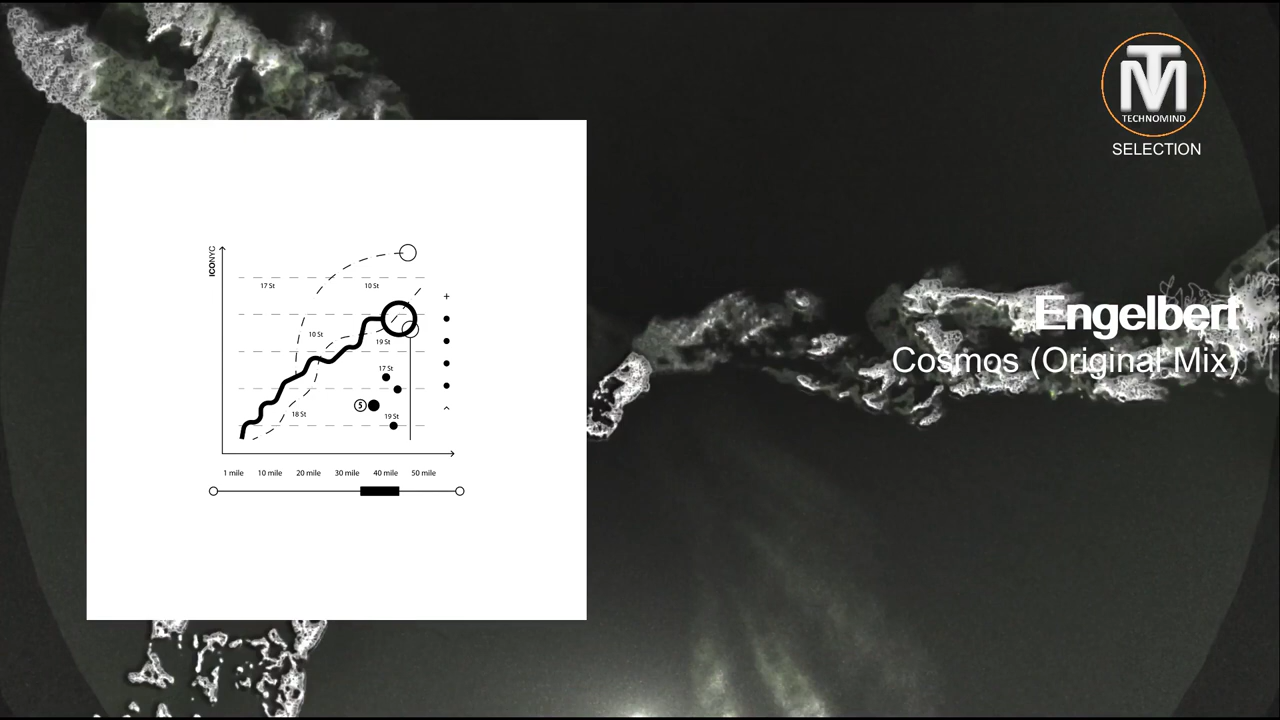 TM
TECHNOMIND
SELECTION
ICONYC
17 St
10 St
10 St
19 St
17 St
5
18 St
19 St
1 mile 10 mile 20 mile 30 mile 40 mile 50 mile
Engelbert
Cosmos (Original Mix)